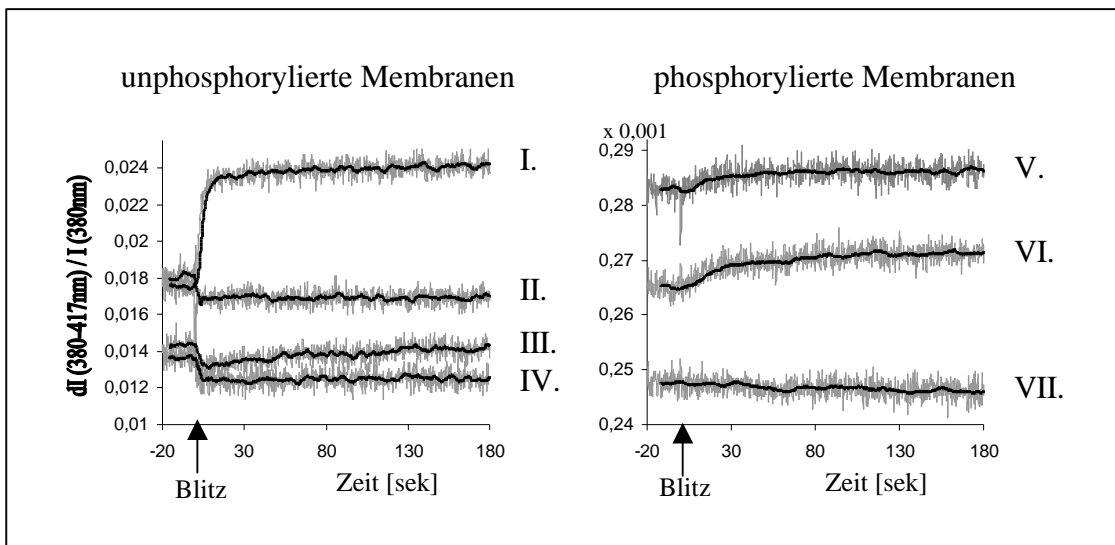 unphosphorylierte Membranen
dI (380-417nm) / I (380nm)
0,024
0,022
0,02
0,018
0,016
0,014
0,012
0,01
I.
II.
III.
IV.
-20 30 80 130 180
Blitz
Zeit [sek]
phosphorylierte Membranen
x 0,001
0,29
0,28
0,27
0,26
0,25
0,24
V.
VI.
VII.
-20 30 80 130 180
Blitz
Zeit [sek]